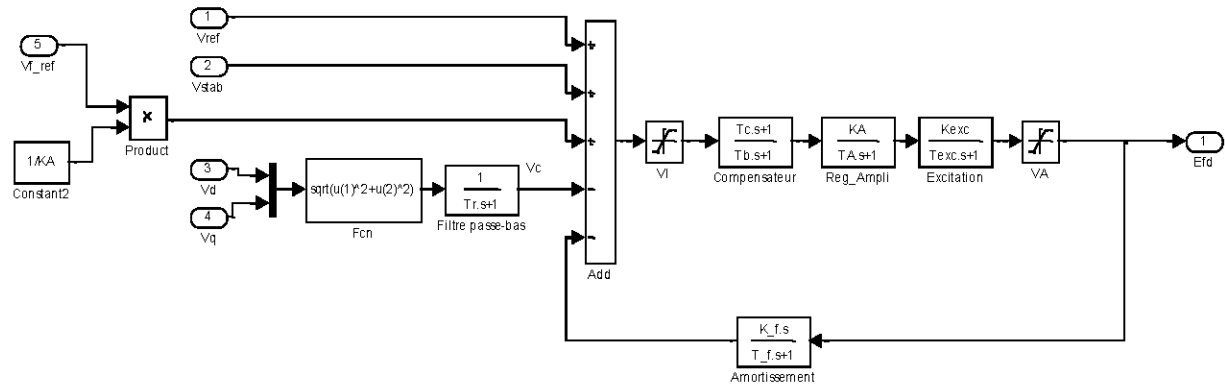 1
Vref
5
Vf_ref
2
Vstab
×
Product
1/KA
Constant2
3
Vd
4
Vq
sqrt(u(1)^2+u(2)^2)
Fcn
1
Tr.s+1
Filtre passe-bas
Vc
+
+
+
-
-
Add
VI
Tc.s+1
Tb.s+1
Compensateur
KA
TA.s+1
Reg_Ampli
Kexc
Texc.s+1
Excitation
VA
1
Efd
K_f.s
T_f.s+1
Amortissement